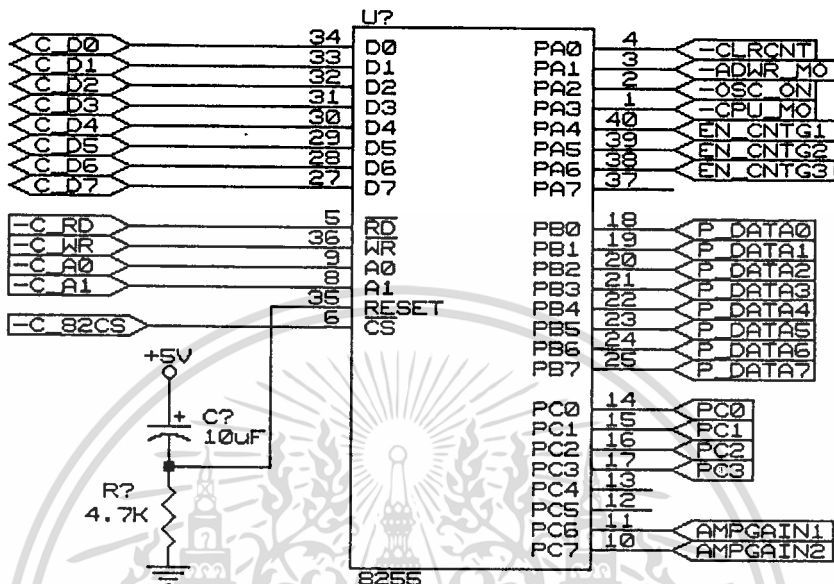 U?
C_D0 34 D0 PA0 4 -CLRCNT
C_D1 33 D1 PA1 3 -ADWR_MO
C_D2 32 D2 PA2 2 -OSC_ON
C_D3 31 D3 PA3 1 -CPU_MO
C_D4 30 D4 PA4 40 EN_CNTG1
C_D5 29 D5 PA5 39 EN_CNTG2
C_D6 28 D6 PA6 38 EN_CNTG3
C_D7 27 D7 PA7 37
-C_RD 5 RD PB0 18 P_DATA0
-C_WR 36 WR PB1 19 P_DATA1
-C_A0 9 A0 PB2 20 P_DATA2
-C_A1 8 A1 PB3 21 P_DATA3
35 RESET PB4 22 P_DATA4
-C_82CS 6 CS PB5 23 P_DATA5
PB6 24 P_DATA6
+5V PB7 25 P_DATA7
PC0 14 PC0
+ C? PC1 15 PC1
10uF PC2 16 PC2
PC3 17 PC3
R? PC4 13
4.7K PC5 12
PC6 11 AMPGAIN1
PC7 10 AMPGAIN2
8255